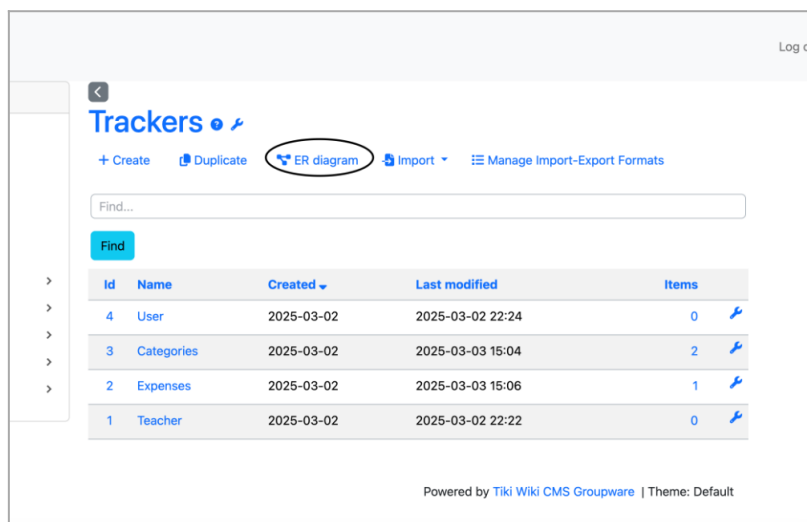 Log
Trackers
+ Create Duplicate ER diagram Import Manage Import-Export Formats
Find...
Find
Id Name Created Last modified Items
4 User 2025-03-02 2025-03-02 22:24 0
3 Categories 2025-03-02 2025-03-03 15:04 2
2 Expenses 2025-03-02 2025-03-03 15:06 1
1 Teacher 2025-03-02 2025-03-02 22:22 0
Powered by Tiki Wiki CMS Groupware | Theme: Default